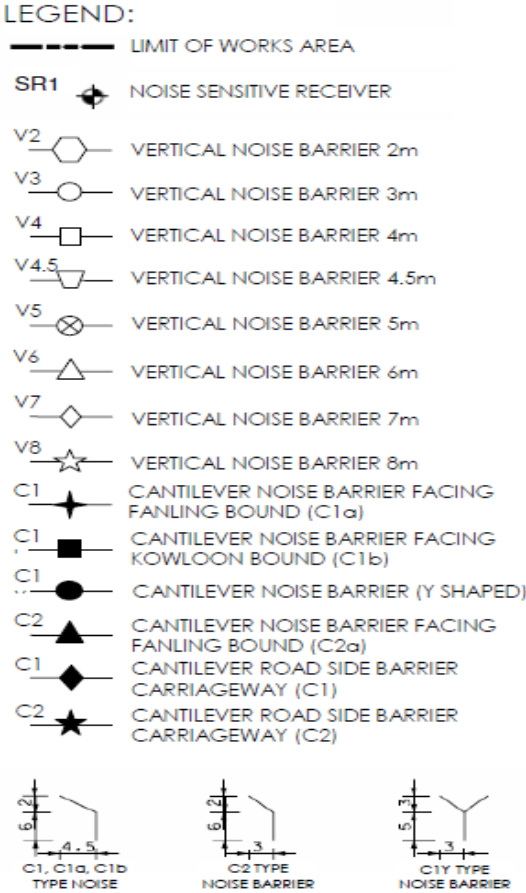 LEGEND:
LIMIT OF WORKS AREA
SR1 NOISE SENSITIVE RECEIVER
V2 VERTICAL NOISE BARRIER 2m
V3 VERTICAL NOISE BARRIER 3m
V4 VERTICAL NOISE BARRIER 4m
V4.5 VERTICAL NOISE BARRIER 4.5m
V5 VERTICAL NOISE BARRIER 5m
V6 VERTICAL NOISE BARRIER 6m
V7 VERTICAL NOISE BARRIER 7m
V8 VERTICAL NOISE BARRIER 8m
C1 CANTILEVER NOISE BARRIER FACING
FANLING BOUND (C1a)
C1 CANTILEVER NOISE BARRIER FACING
KOWLOON BOUND (C1b)
C1 CANTILEVER NOISE BARRIER (Y SHAPED)
C2 CANTILEVER NOISE BARRIER FACING
FANLING BOUND (C2a)
C1 CANTILEVER ROAD SIDE BARRIER
CARRIAGEWAY (C1)
C2 CANTILEVER ROAD SIDE BARRIER
CARRIAGEWAY (C2)
2 2 3
6 6 5
4.5 3 3
C1, C1a, C1b C2 TYPE C1Y TYPE
TYPE NOISE NOISE BARRIER NOISE BARRIER